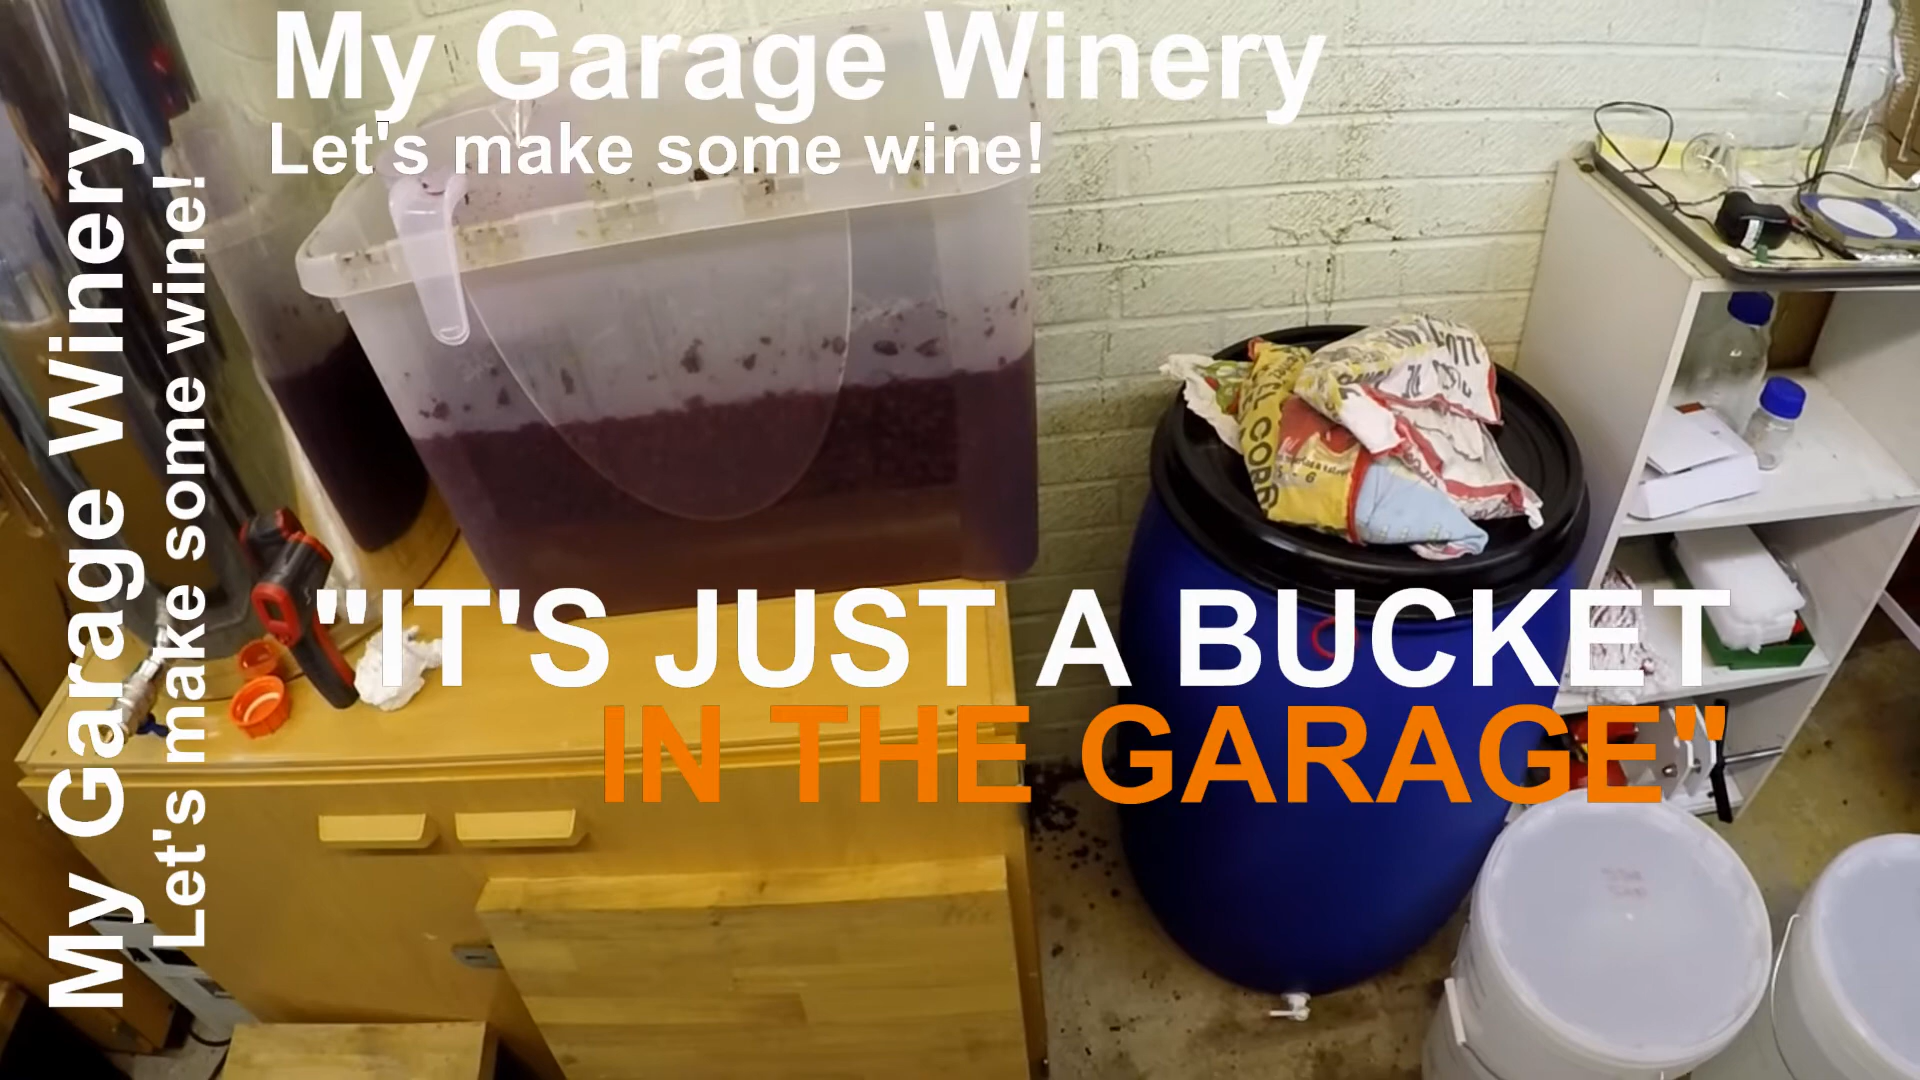 My Garage Winery
Let's make some wine!
My Garage Winery
Let's make some wine!
"IT'S JUST A BUCKET
IN THE GARAGE"